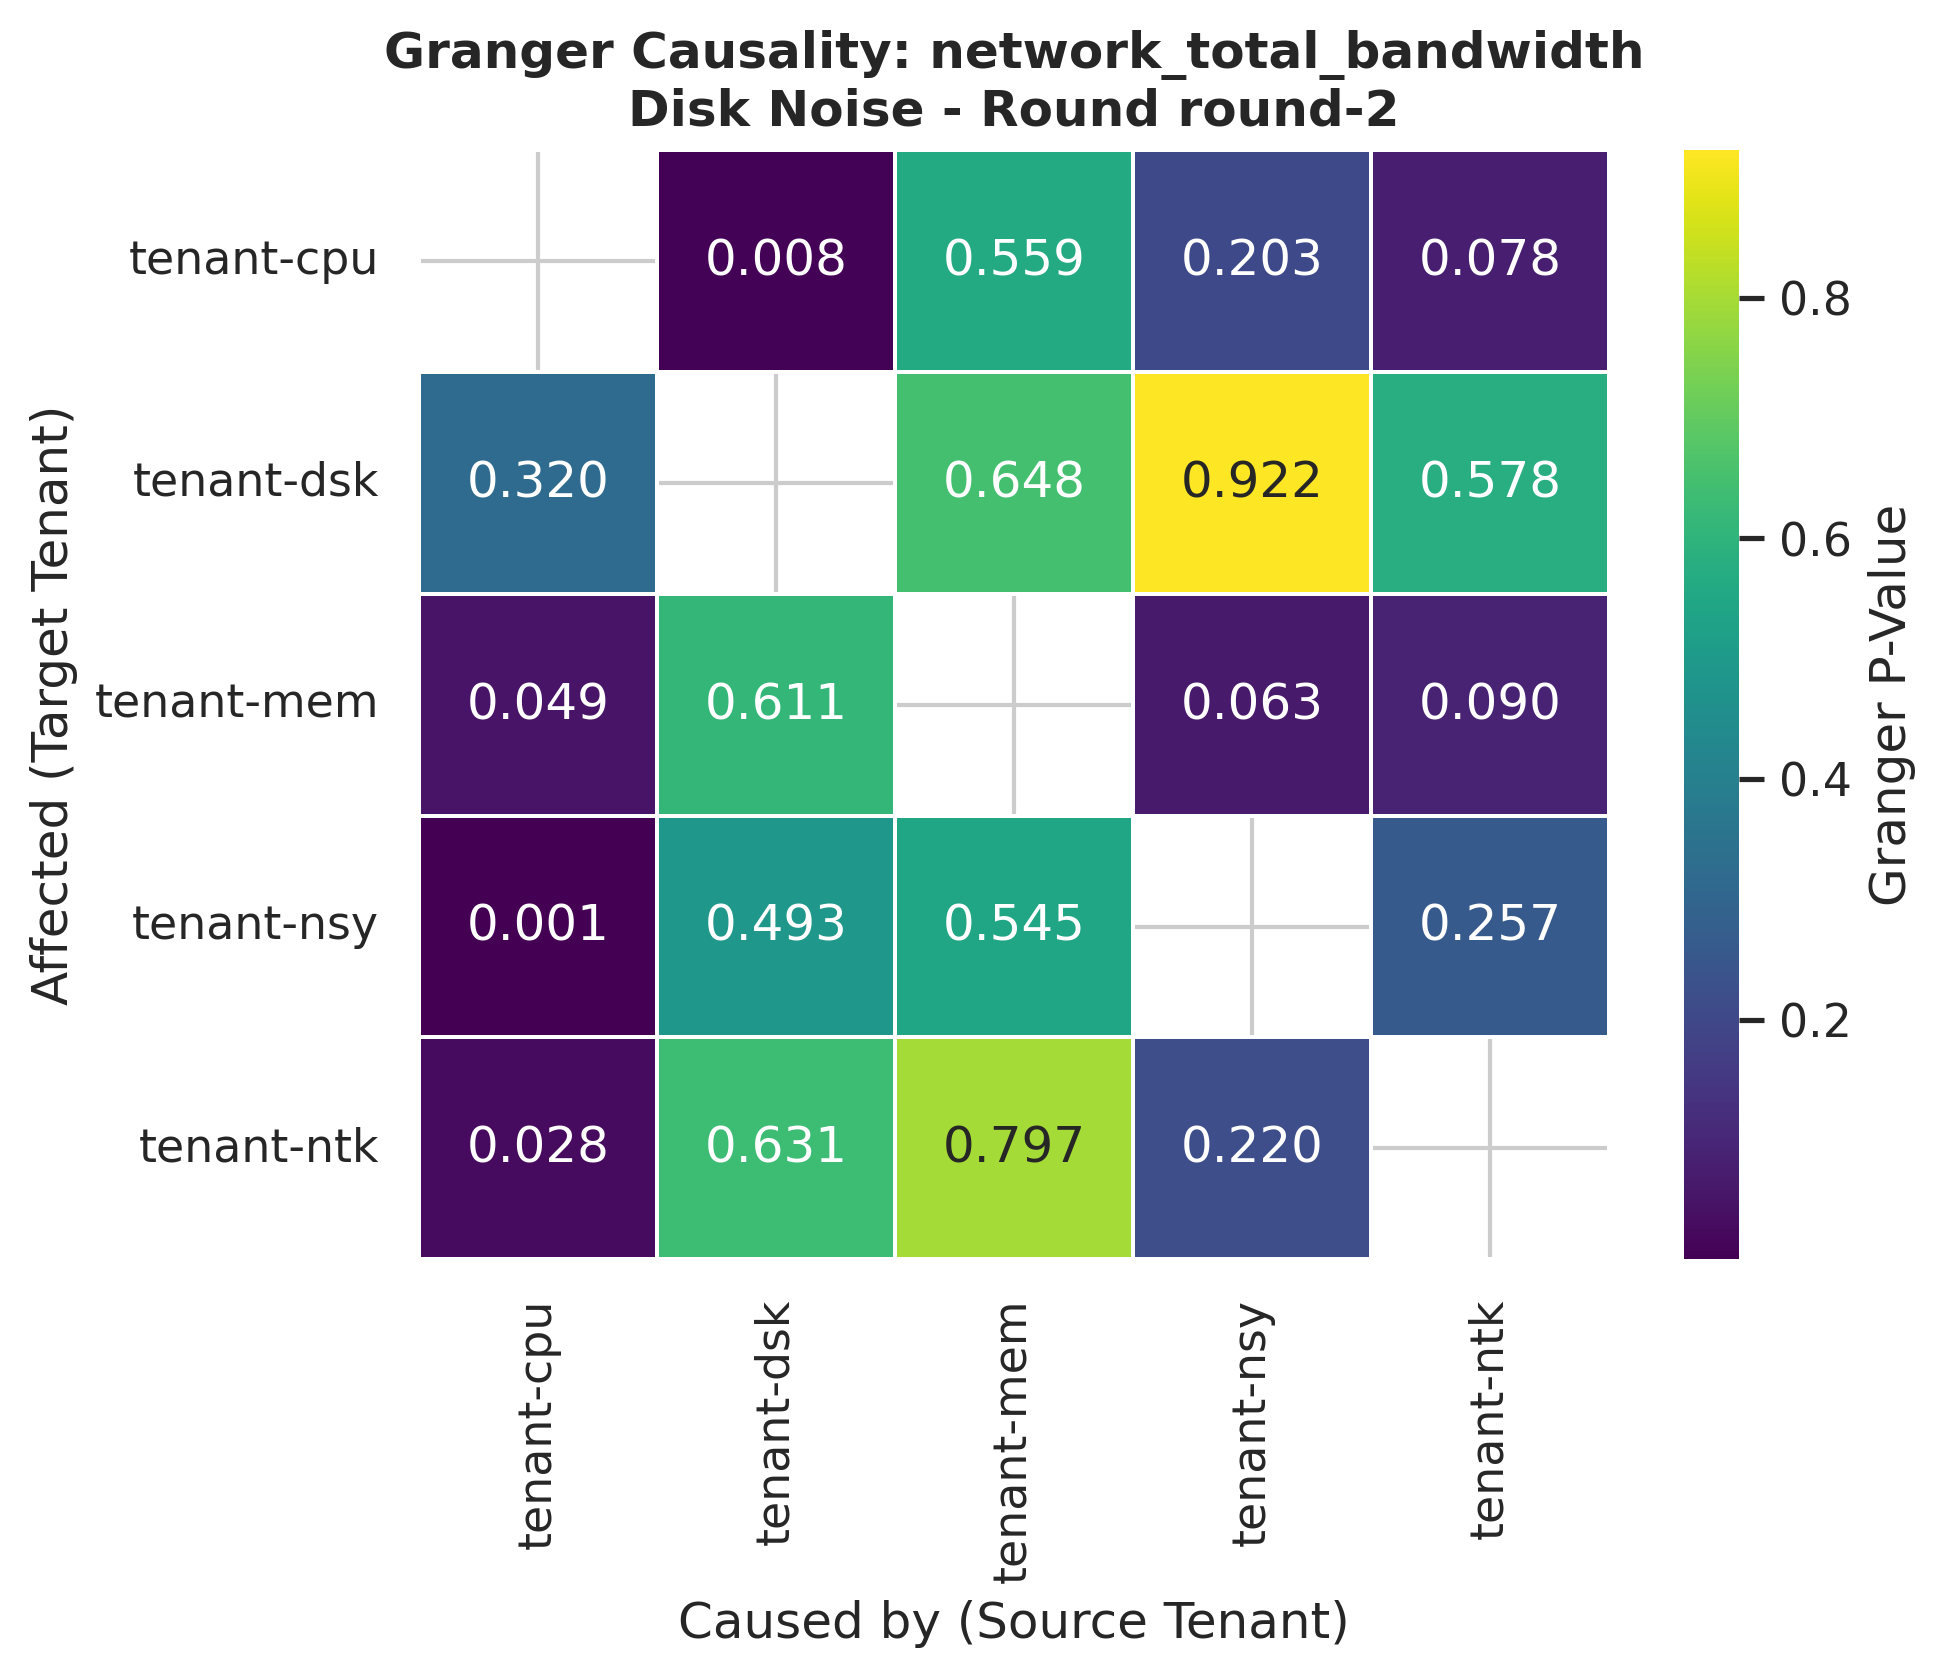 Granger Causality: network_total_bandwidth
Disk Noise - Round round-2
Affected (Target Tenant)
tenant-cpu 0.008 0.559 0.203 0.078
tenant-dsk 0.320 0.648 0.922 0.578
tenant-mem 0.049 0.611 0.063 0.090
tenant-nsy 0.001 0.493 0.545 0.257
tenant-ntk 0.028 0.631 0.797 0.220
tenant-cpu
tenant-dsk
tenant-mem
tenant-nsy
tenant-ntk
Caused by (Source Tenant)
0.8
0.6
0.4
0.2
Granger P-Value